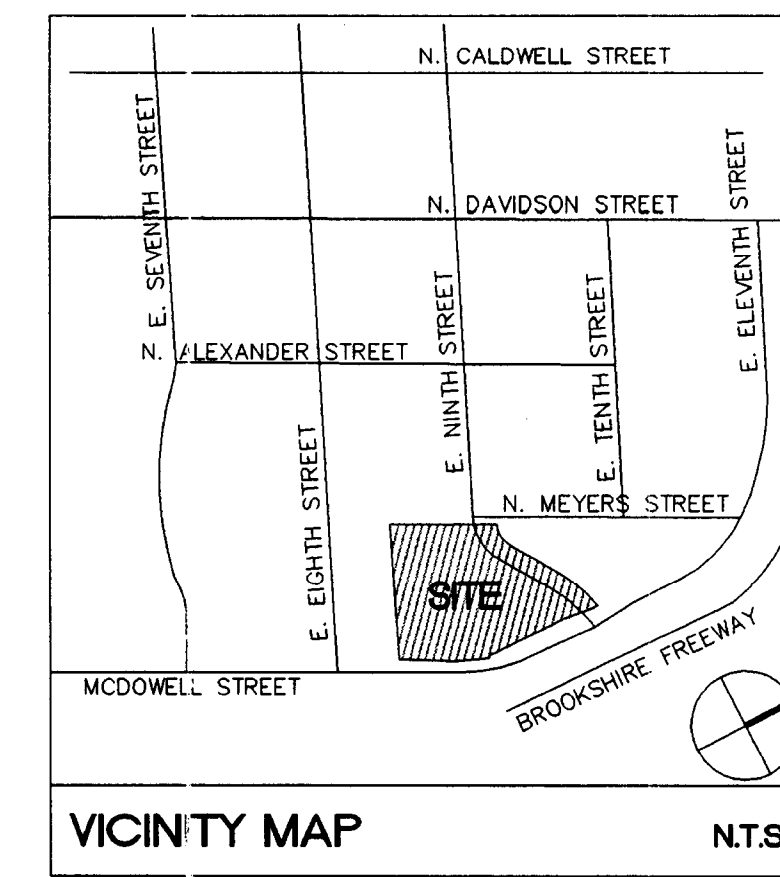 N. CALDWELL STREET
E. SEVENTH STREET
N. DAVIDSON STREET
E. ELEVENTH STREET
N. ALEXANDER STREET
E. NINTH STREET
E. TENTH STREET
E. EIGHTH STREET
N. MEYERS STREET
SITE
MCDOWELL STREET
BROOKSHIRE FREEWAY
VICINITY MAP
N.T.S